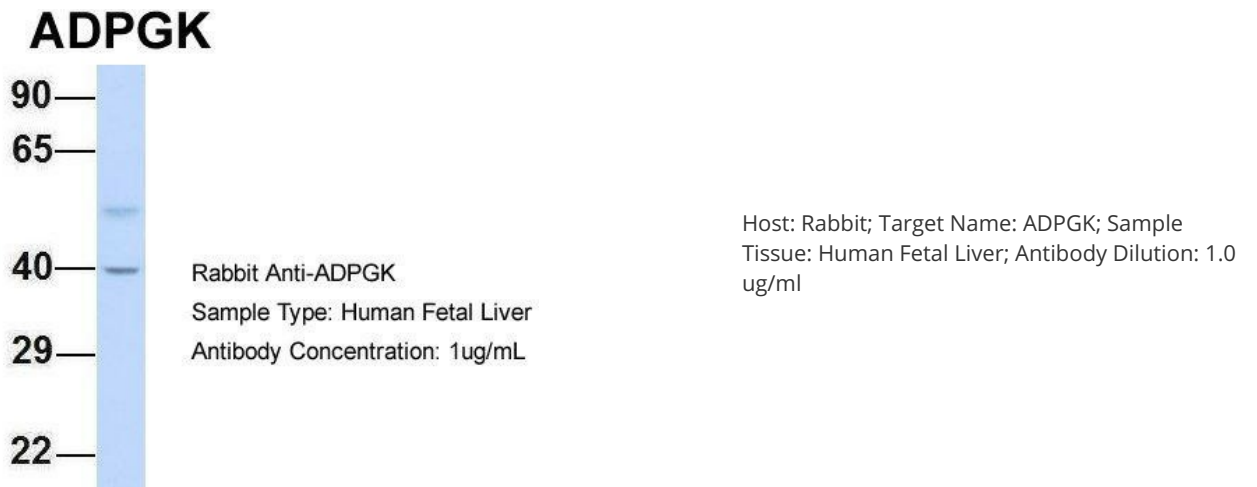 ADPGK
90
65
40
29
22
Rabbit Anti-ADPGK
Sample Type: Human Fetal Liver
Antibody Concentration: 1ug/mL
Host: Rabbit; Target Name: ADPGK; Sample
Tissue: Human Fetal Liver; Antibody Dilution: 1.0
ug/ml